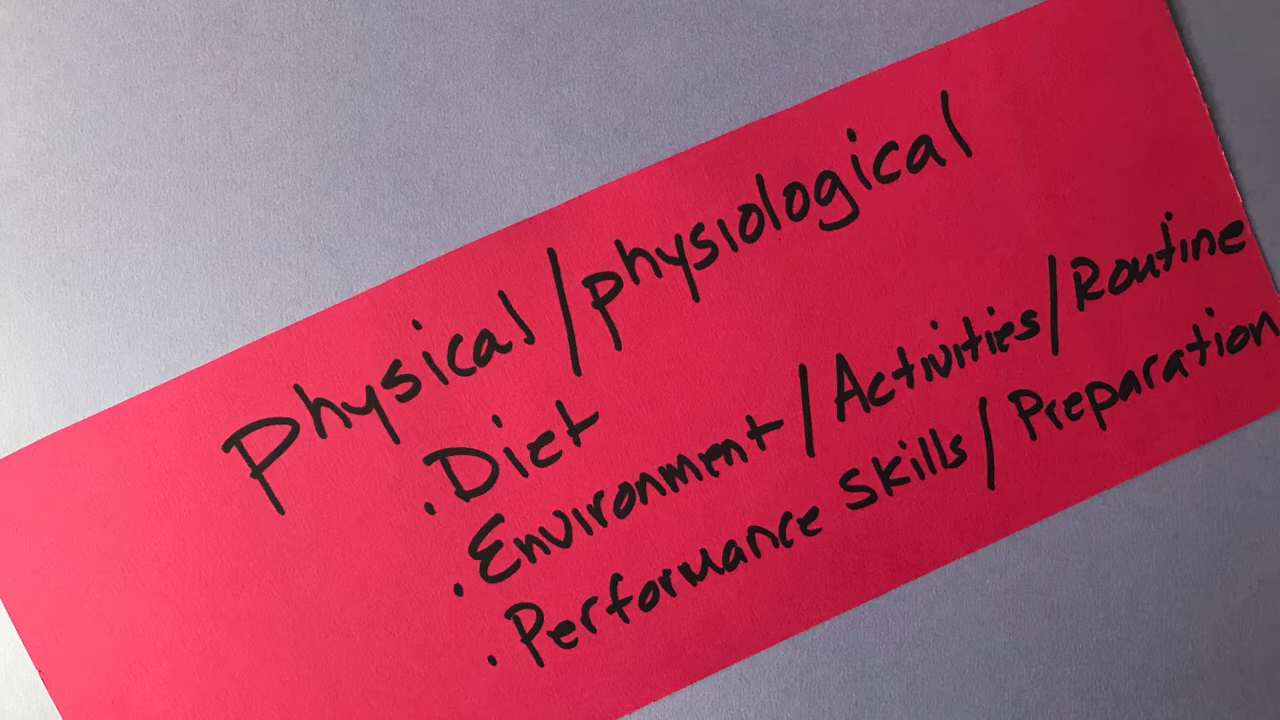 Physical/physiological
.Diet
.Environment/Activities/Routine
.Performance Skills/Preparation